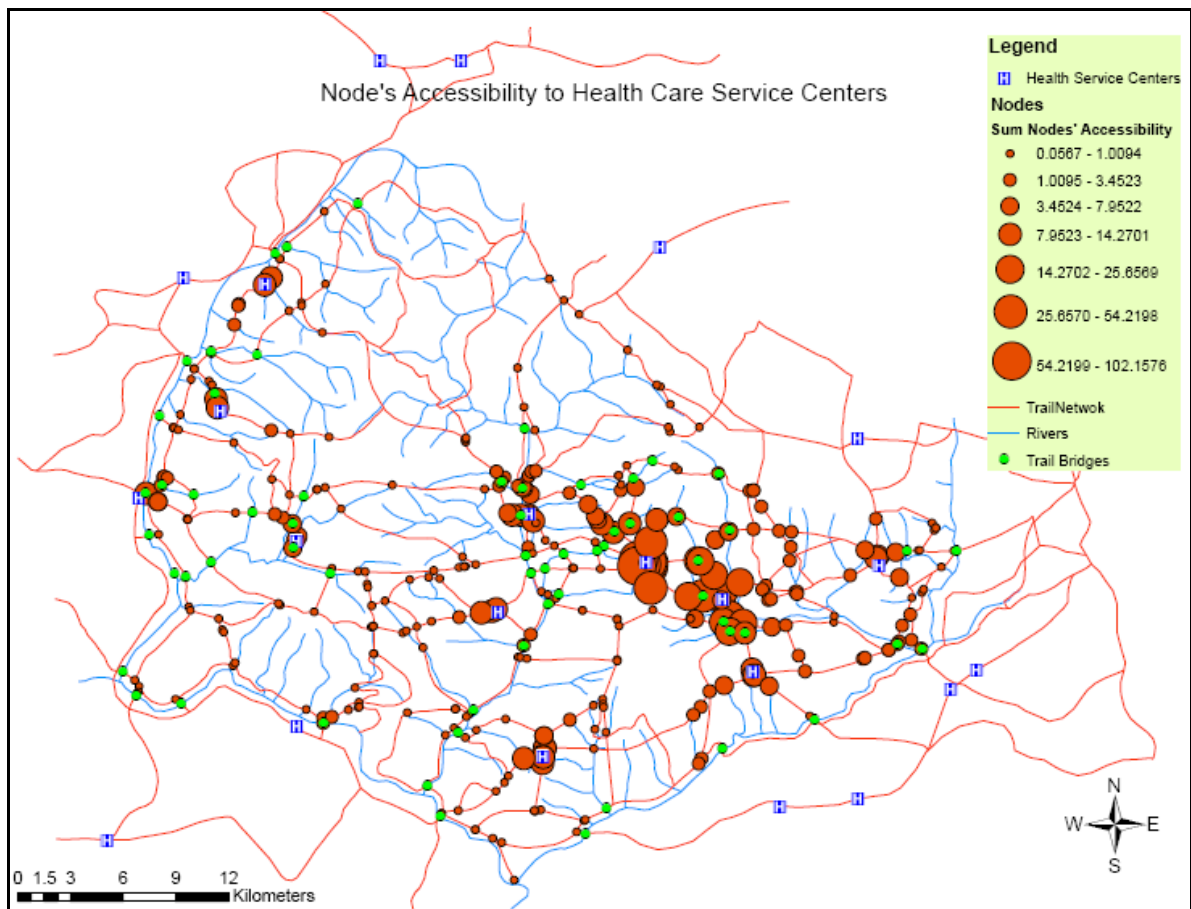 Node's Accessibility to Health Care Service Centers
Legend
H Health Service Centers
Nodes
Sum Nodes' Accessibility
0.0567 - 1.0094
1.0095 - 3.4523
3.4524 - 7.9522
7.9523 - 14.2701
14.2702 - 25.6569
25.6570 - 54.2198
54.2199 - 102.1576
TrailNetwok
Rivers
Trail Bridges
N
W E
S
0 1.5 3 6 9 12
Kilometers